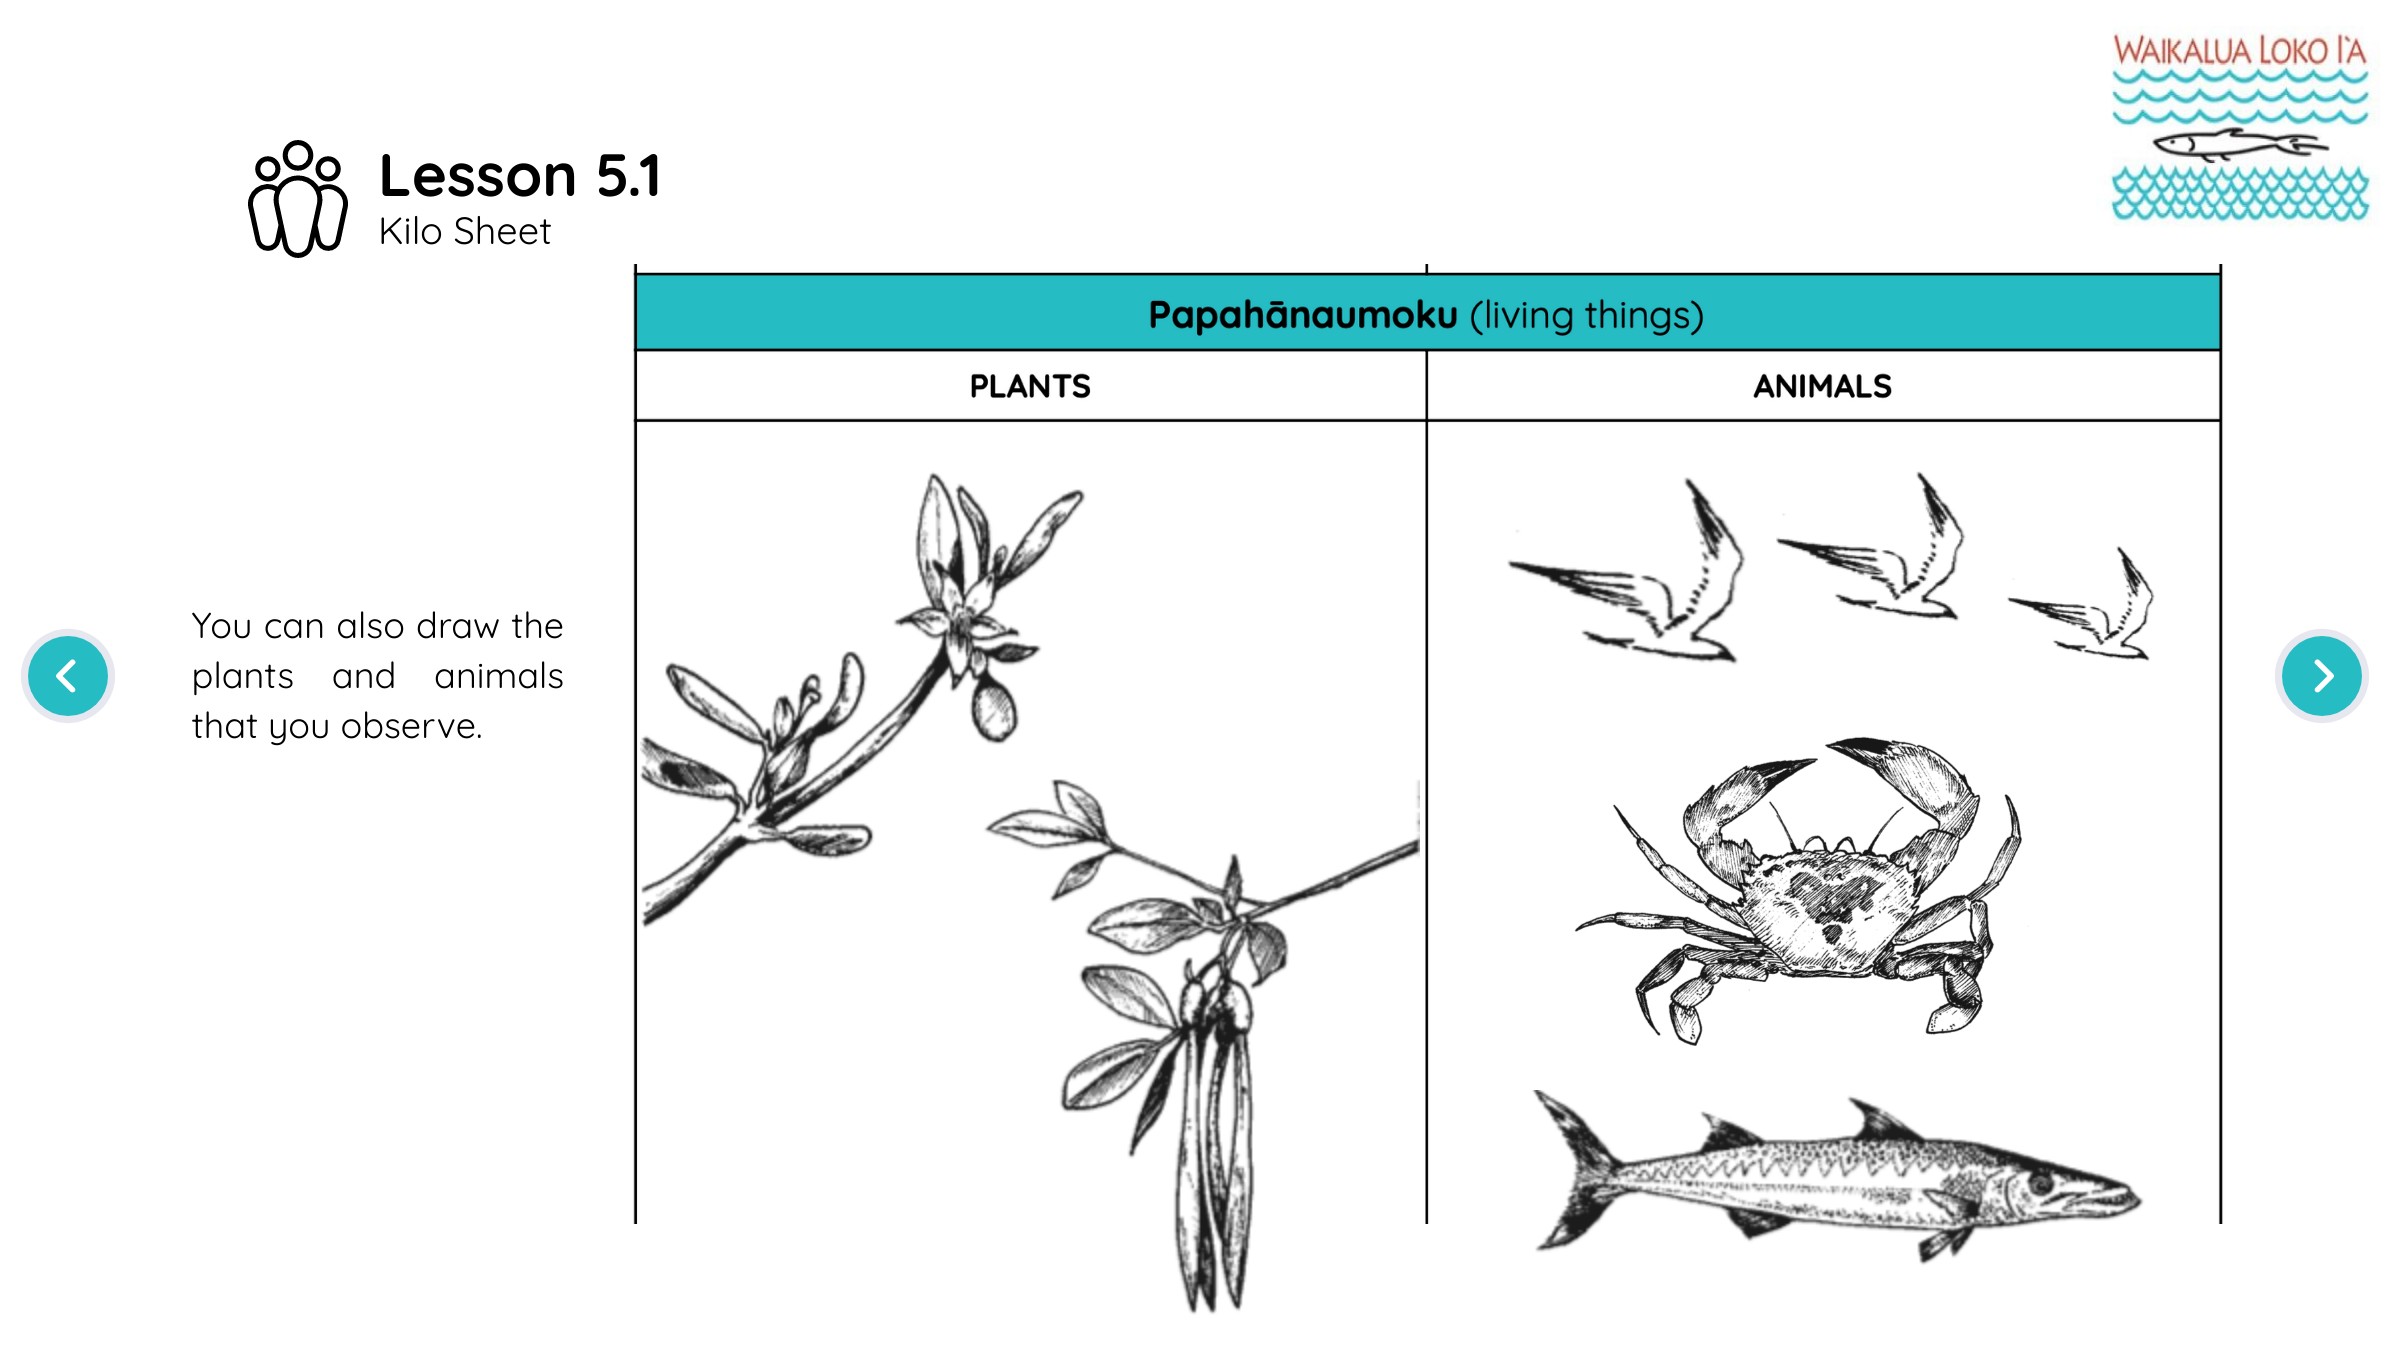 WAIKALUA LOKO I'A
Lesson 5.1
Kilo Sheet
Papahānaumoku (living things)
PLANTS
ANIMALS
You can also draw the
plants and animals
that you observe.